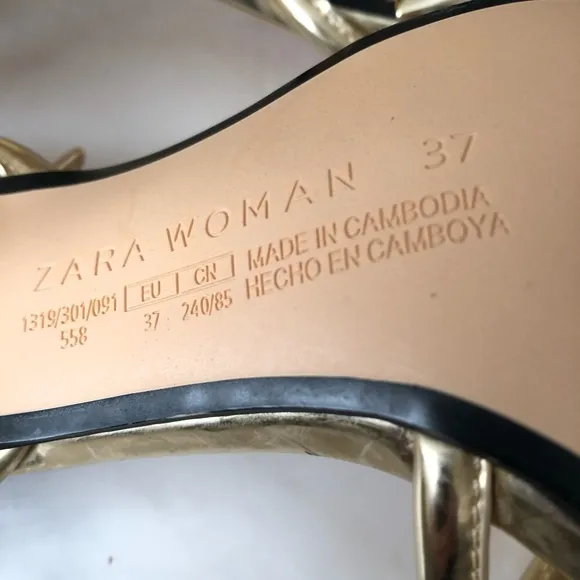 ZARA WOMAN 37
1319/301/091 EU CN MADE IN CAMBODIA
558 37 240/85 HECHO EN CAMBOYA